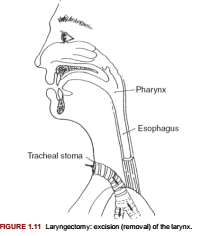 Pharynx
Esophagus
Tracheal stoma
FIGURE 1.11 Laryngectomy: excision (removal) of the larynx.